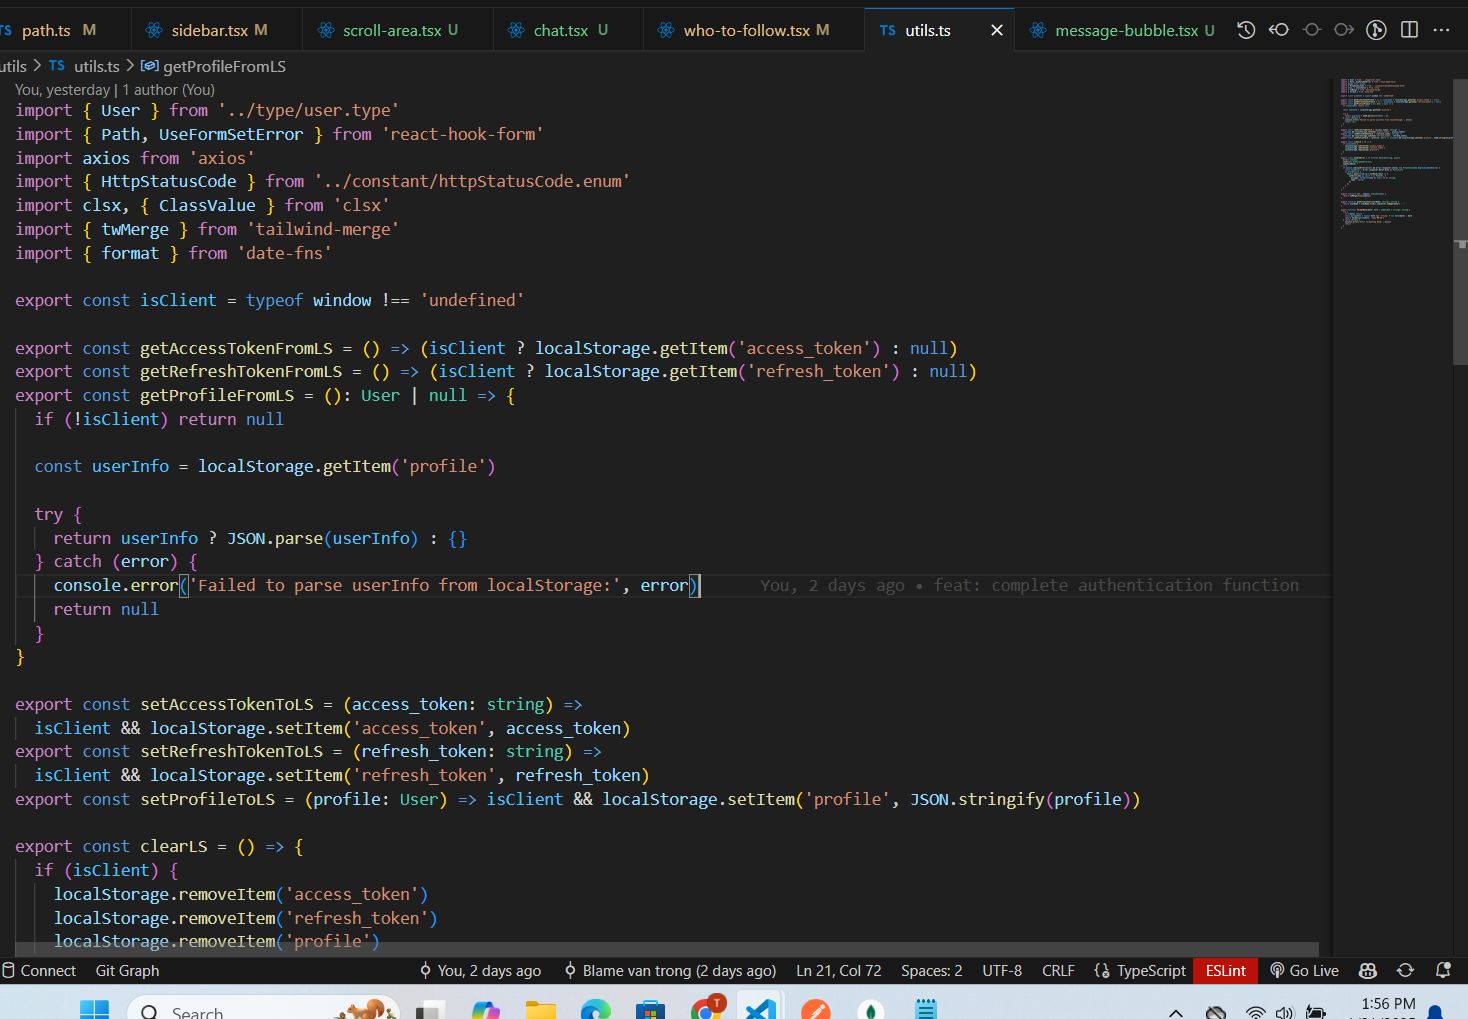 TS path.ts M sidebar.tsx M scroll-area.tsx U chat.tsx U who-to-follow.tsx M TS utils.ts message-bubble.tsx U
utils > TS utils.ts > getProfileFromLS
You, yesterday | 1 author (You)
import { User } from '../type/user.type'
import { Path, UseFormSetError } from 'react-hook-form'
import axios from 'axios'
import { HttpStatusCode } from '../constant/httpStatusCode.enum'
import clsx, { ClassValue } from 'clsx'
import { twMerge } from 'tailwind-merge'
import { format } from 'date-fns'
export const isClient = typeof window !== 'undefined'
export const getAccessTokenFromLS = () => (isClient ? localStorage.getItem('access_token') : null)
export const getRefreshTokenFromLS = () => (isClient ? localStorage.getItem('refresh_token') : null)
export const getProfileFromLS = (): User | null => {
if (!isClient) return null
const userInfo = localStorage.getItem('profile')
try {
return userInfo ? JSON.parse(userInfo) : {}
} catch (error) {
console.error('Failed to parse userInfo from localStorage:', error) You, 2 days ago • feat: complete authentication function
return null
}
}
export const setAccessTokenToLS = (access_token: string) =>
isClient && localStorage.setItem('access_token', access_token)
export const setRefreshTokenToLS = (refresh_token: string) =>
isClient && localStorage.setItem('refresh_token', refresh_token)
export const setProfileToLS = (profile: User) => isClient && localStorage.setItem('profile', JSON.stringify(profile))
export const clearLS = () => {
if (isClient) {
localStorage.removeItem('access_token')
localStorage.removeItem('refresh_token')
localStorage.removeItem('profile')
Connect Git Graph You, 2 days ago Blame van trong (2 days ago) Ln 21, Col 72 Spaces: 2 UTF-8 CRLF {} TypeScript ESLint Go Live
Search T 1:56 PM